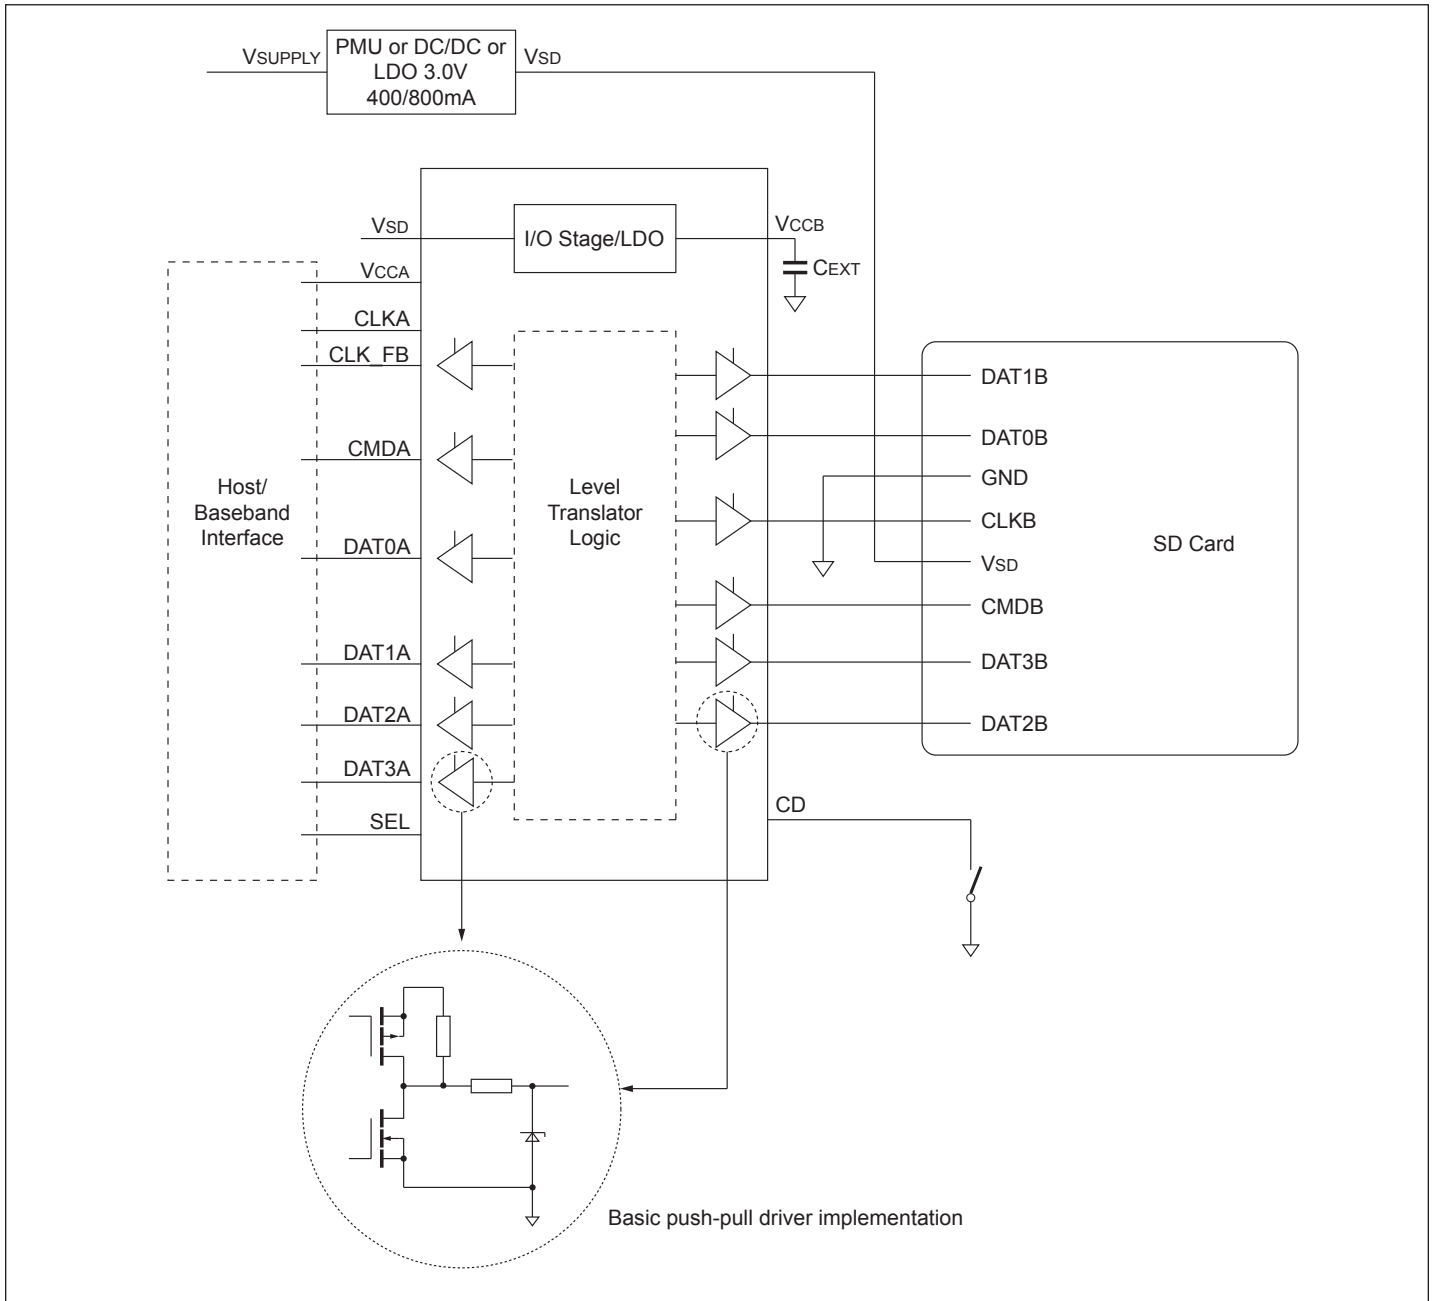 VSUPPLY
PMU or DC/DC or
LDO 3.0V
400/800mA
VSD
VSD
I/O Stage/LDO
VCCB
CEXT
VCCA
CLKA
CLK_FB
CMDA
DAT0A
DAT1A
DAT2A
DAT3A
SEL
Host/
Baseband
Interface
Level
Translator
Logic
DAT1B
DAT0B
GND
CLKB
VSD
CMDB
DAT3B
DAT2B
SD Card
CD
Basic push-pull driver implementation